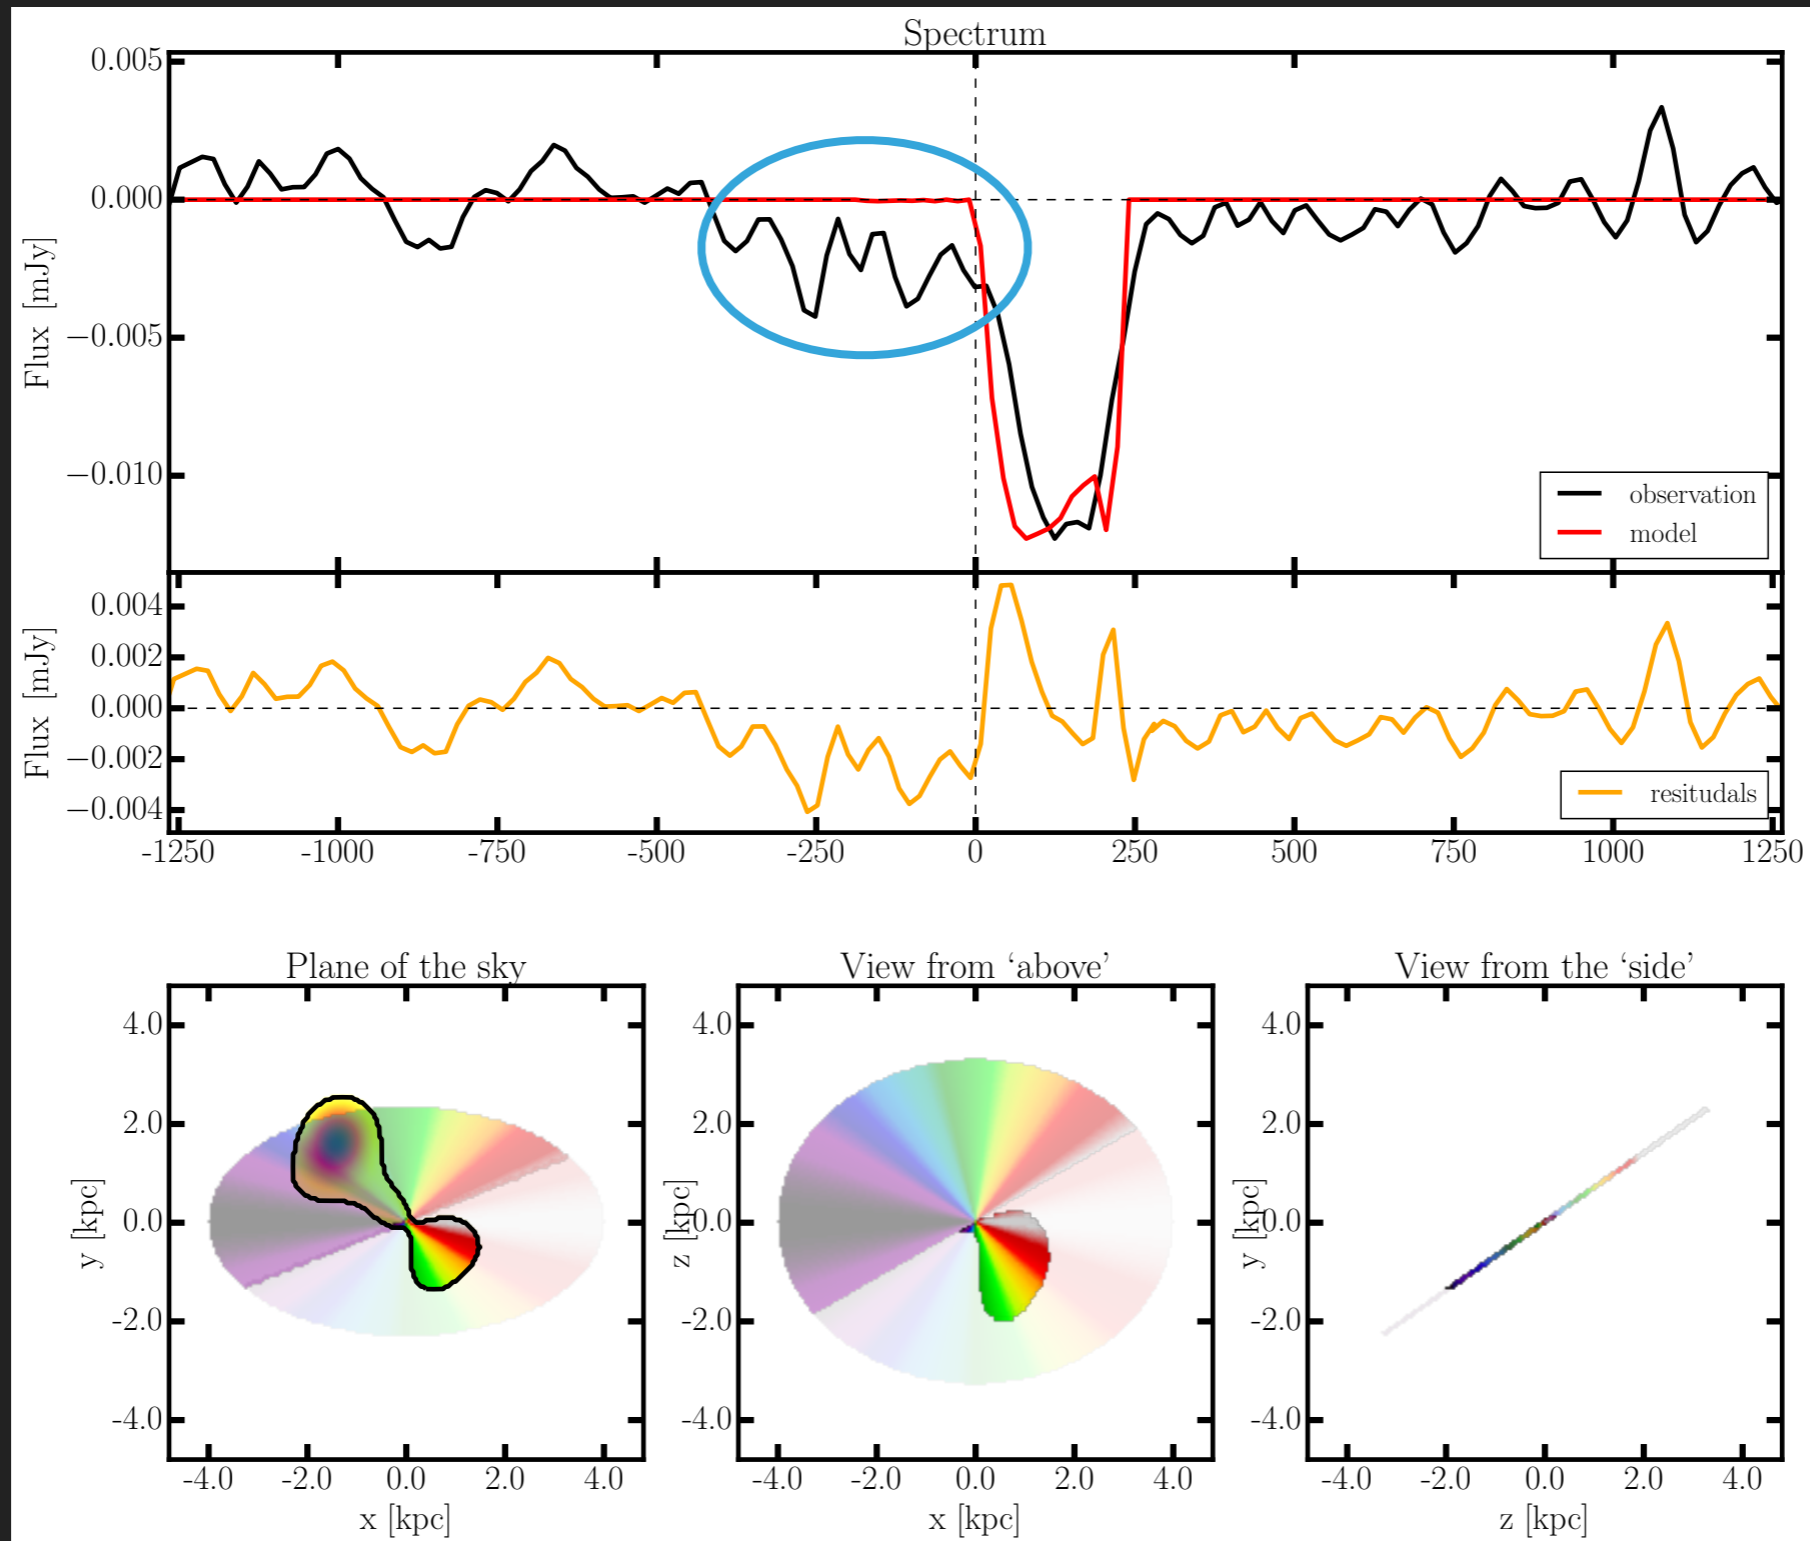 Spectrum
0.005
0.000
−0.005
−0.010
Flux [mJy]
observation
model
0.004
0.002
0.000
−0.002
−0.004
Flux [mJy]
resitudals
-1250 -1000 -750 -500 -250 0 250 500 750 1000 1250
Plane of the sky
4.0
2.0
0.0
-2.0
-4.0
y [kpc]
-4.0 -2.0 0.0 2.0 4.0
x [kpc]
View from ‘above’
4.0
2.0
0.0
-2.0
-4.0
z [kpc]
-4.0 -2.0 0.0 2.0 4.0
x [kpc]
View from the ‘side’
4.0
2.0
0.0
-2.0
-4.0
y [kpc]
-4.0 -2.0 0.0 2.0 4.0
z [kpc]